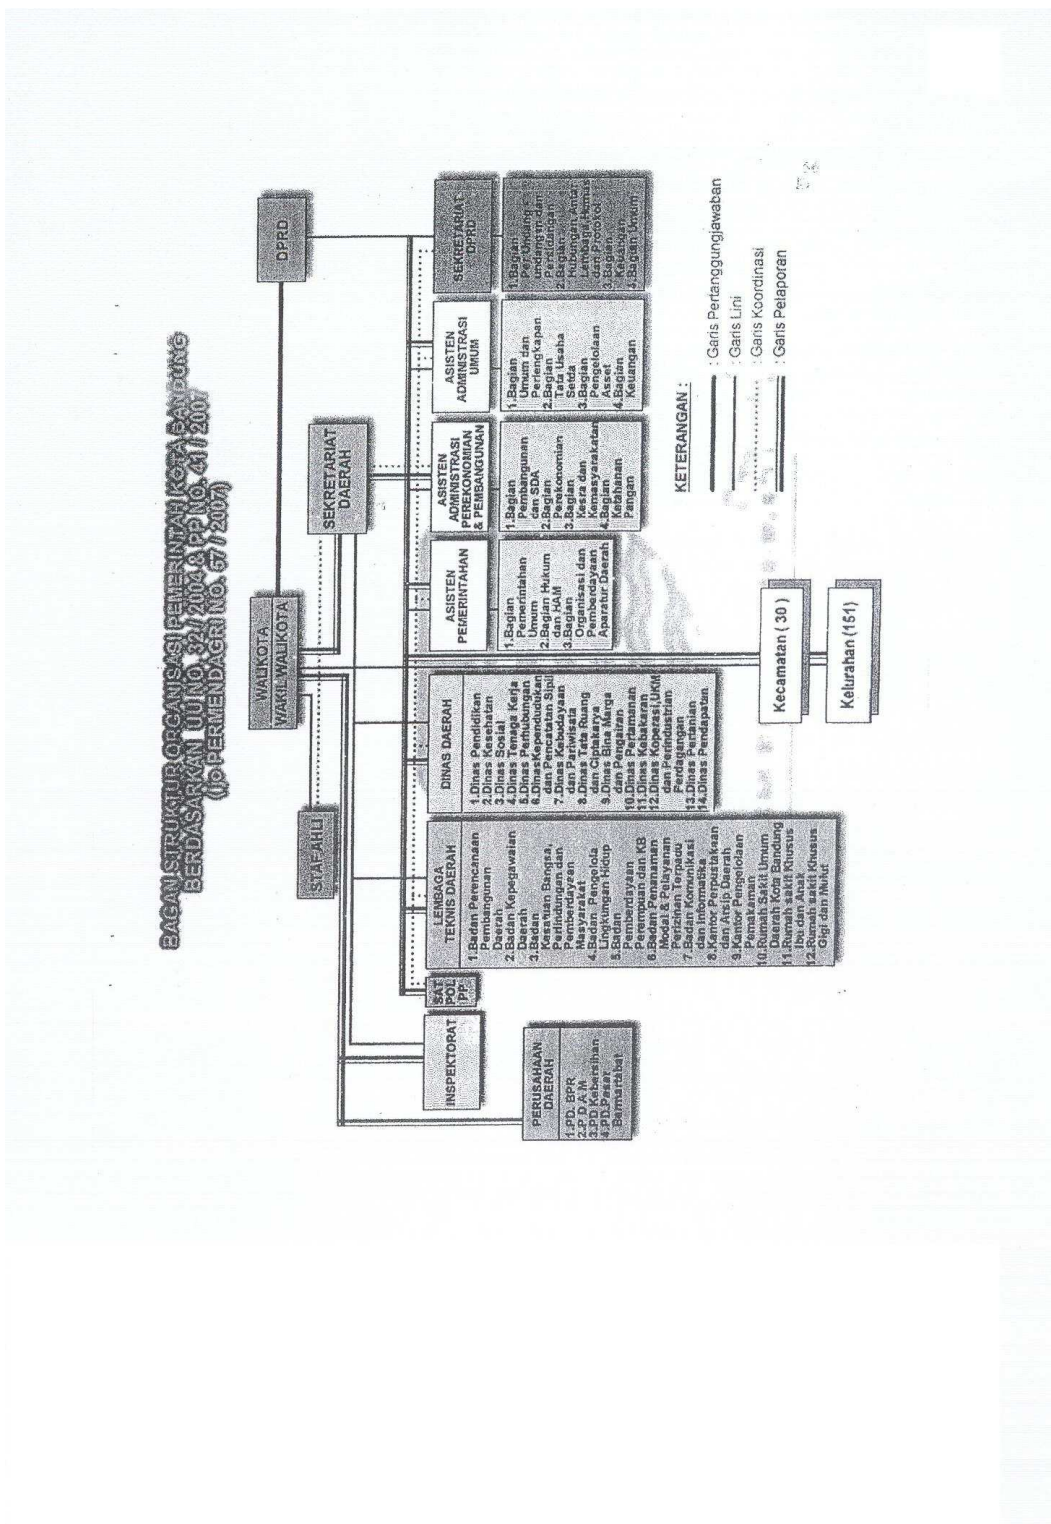 BAGAN STRUKTUR ORGANISASI PEMERINTAH KOTA BANDUNG
BERDASARKAN UU NO. 32 / 2004 & PP NO. 41 / 2007
(jo PERMENDAGRI NO. 57 / 2007)
WALIKOTA
WAKIL WALIKOTA
DPRD
STAF AHLI
SEKRETARIAT
DAERAH
INSPEKTORAT
SAT
POL
PP
LEMBAGA
TEKNIS DAERAH
1.Badan Perencanaan
Pembangunan
Daerah
2.Badan Kepegawaian
Daerah
3.Badan
Kesatuan Bangsa,
Perlindungan dan
Pemberdayaan
Masyarakat
4.Badan Pengelola
Lingkungan Hidup
5.Badan
Pemberdayaan
Perempuan dan KB
6.Badan Penanaman
Modal & Pelayanan
Perizinan Terpadu
7.Badan Komunikasi
dan Informatika
8.Kantor Perpustakaan
dan Arsip Daerah
9.Kantor Pengelolaan
Pemakaman
10.Rumah Sakit Umum
Daerah Kota Bandung
11.Rumah sakit Khusus
Ibu dan Anak
12.Rumah sakit Khusus
Gigi dan Mulut
DINAS DAERAH
1.Dinas Pendidikan
2.Dinas Kesehatan
3.Dinas Sosial
4.Dinas Tenaga Kerja
5.Dinas Perhubungan
6.DinasKependudukan
dan Pencatatan Sipil
7.Dinas Kebudayaan
dan Pariwisata
8.Dinas Tata Ruang
dan Ciptakarya
9.Dinas Bina Marga
dan Pengairan
10.Dinas Pertamanan
11.Dinas Kebakaran
12.Dinas Koperasi,UKM
dan Perindustrian
Perdagangan
13.Dinas Pertanian
14.Dinas Pendapatan
ASISTEN
PEMERINTAHAN
1.Bagian
Pemerintahan
Umum
2.Bagian Hukum
dan HAM
3.Bagian
Organisasi dan
Pemberdayaan
Aparatur Daerah
ASISTEN
ADMINISTRASI
PEREKONOMIAN
& PEMBANGUNAN
1.Bagian
Pembangunan
dan SDA
2.Bagian
Perekonomian
3.Bagian
Kesra dan
Kemasyarakatan
4.Bagian
Ketahanan
Pangan
ASISTEN
ADMINISTRASI
UMUM
1.Bagian
Umum dan
Perlengkapan
2.Bagian
Tata Usaha
Setda
3.Bagian
Pengelolaan
Asset
4.Bagian
Keuangan
SEKRETARIAT
DPRD
1.Bagian
Per Undang -
undangan dan
Persidangan
2.Bagian
Hubungan Antar
Lembaga,Humas
dan Protokol
3.Bagian
Keuangan
4.Bagian Umum
PERUSAHAAN
DAERAH
1.PD. BPR
2.P D A M
3.PD.Kebersihan
4.PD.Pasar
Bermartabat
Kecamatan ( 30 )
Kelurahan (151)
KETERANGAN :
: Garis Pertanggungjawaban
: Garis Lini
: Garis Koordinasi
: Garis Pelaporan